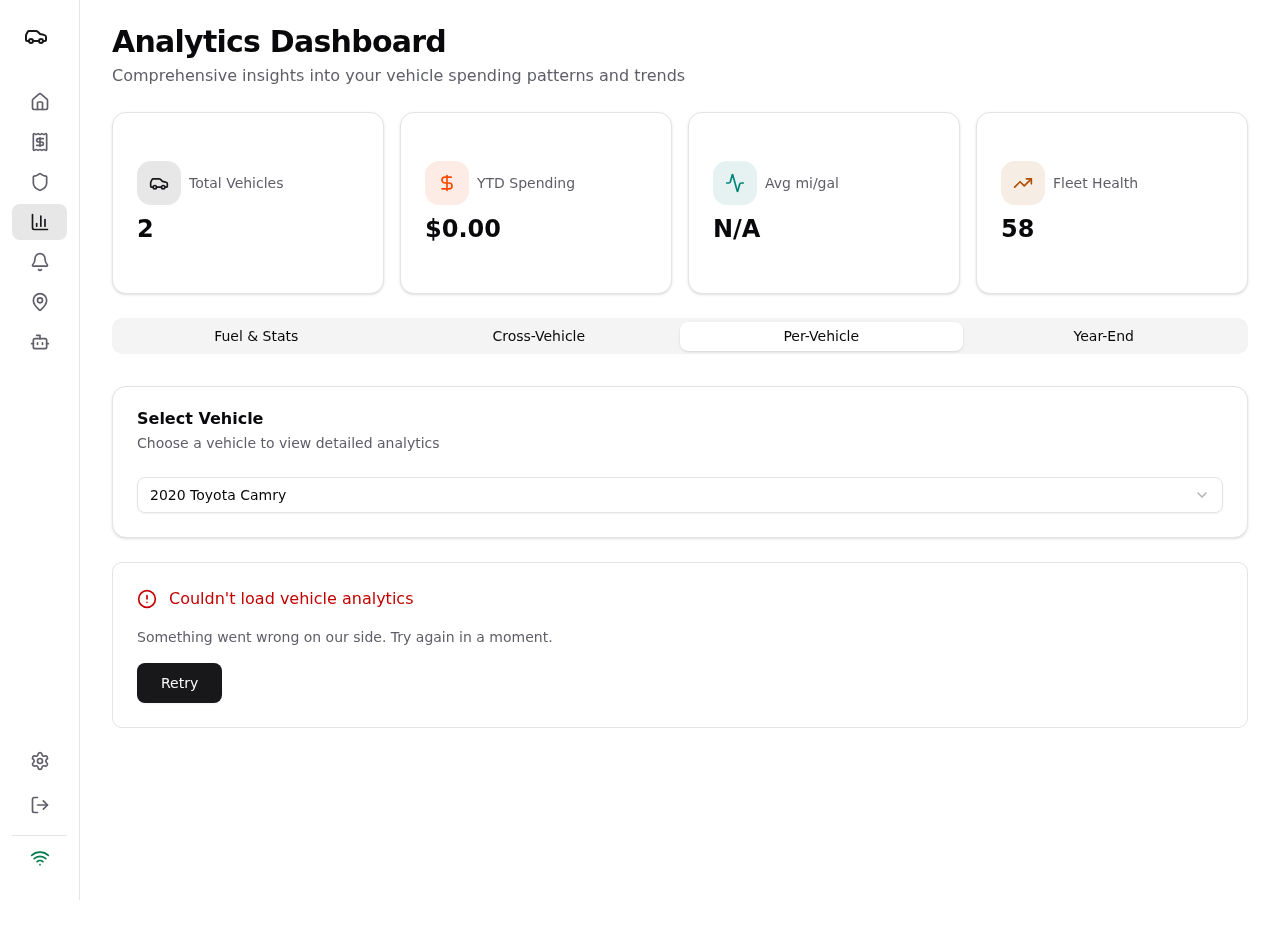 Analytics Dashboard
Comprehensive insights into your vehicle spending patterns and trends
Total Vehicles
2
YTD Spending
$0.00
Avg mi/gal
N/A
Fleet Health
58
Fuel & Stats
Cross-Vehicle
Per-Vehicle
Year-End
Select Vehicle
Choose a vehicle to view detailed analytics
2020 Toyota Camry
Couldn't load vehicle analytics
Something went wrong on our side. Try again in a moment.
Retry